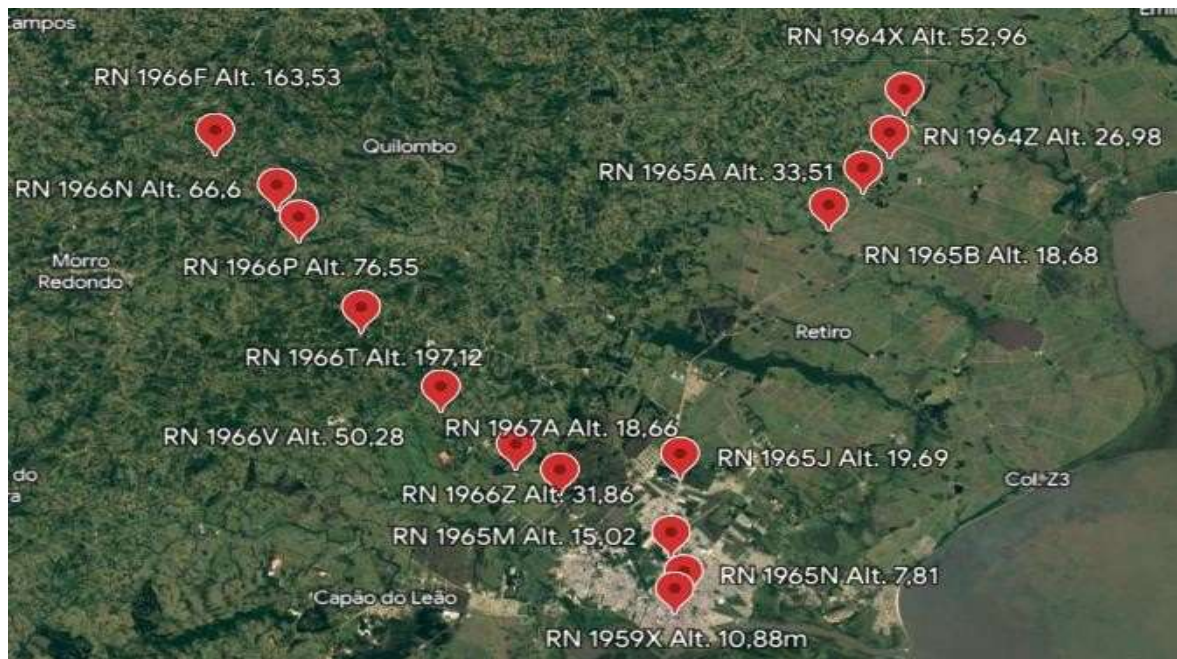 Campos
Emil
RN 1964X Alt. 52,96
RN 1966F Alt. 163,53
Quilombo
RN 1964Z Alt. 26,98
RN 1965A Alt. 33,51
RN 1966N Alt. 66,6
RN 1965B Alt. 18,68
RN 1966P Alt. 76,55
Morro
Redondo
Retiro
RN 1966T Alt. 197,12
RN 1967A Alt. 18,66
RN 1966V Alt. 50,28
RN 1965J Alt. 19,69
do
a
Col. Z3
RN 1966Z Alt. 31,86
RN 1965M Alt. 15,02
RN 1965N Alt. 7,81
Capão do Leão
RN 1959X Alt. 10,88m